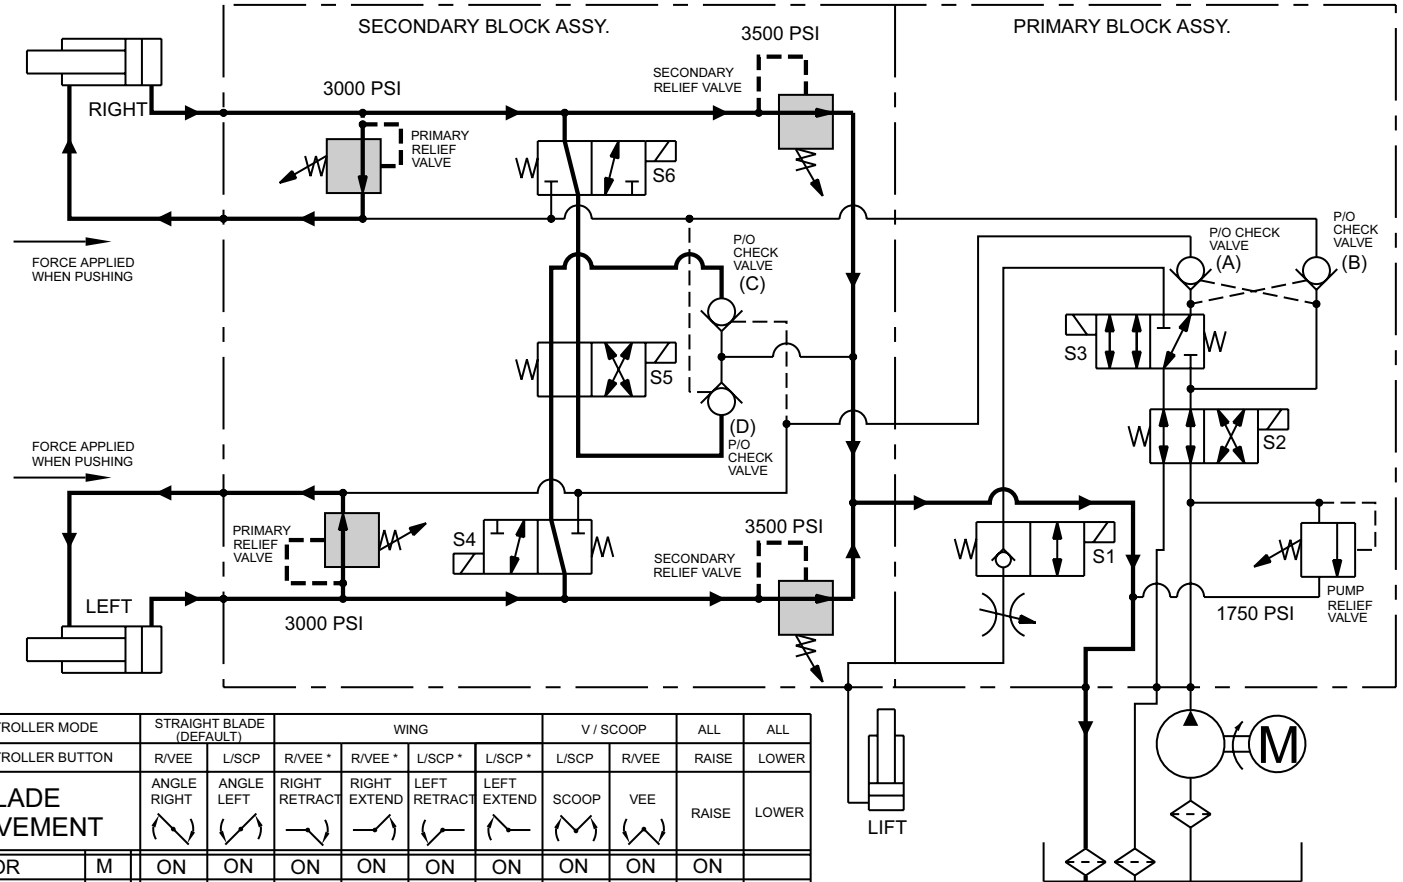 SECONDARY BLOCK ASSY.
PRIMARY BLOCK ASSY.
3500 PSI
SECONDARY
RELIEF VALVE
3000 PSI
RIGHT
PRIMARY
RELIEF
VALVE
S6
FORCE APPLIED
WHEN PUSHING
P/O
CHECK
VALVE
(C)
P/O CHECK
VALVE
(A)
P/O
CHECK
VALVE
(B)
S3
S5
(D)
P/O
CHECK
VALVE
S2
FORCE APPLIED
WHEN PUSHING
PRIMARY
RELIEF
VALVE
S4
3500 PSI
SECONDARY
RELIEF VALVE
S1
LEFT
3000 PSI
1750 PSI
PUMP
RELIEF
VALVE
M
LIFT
TROLLER MODE
STRAIGHT BLADE
(DEFAULT)
WING
V / SCOOP
ALL
ALL
TROLLER BUTTON
R/VEE
L/SCP
R/VEE *
R/VEE *
L/SCP *
L/SCP *
L/SCP
R/VEE
RAISE
LOWER
LADE
VEMENT
ANGLE
RIGHT
ANGLE
LEFT
RIGHT
RETRACT
RIGHT
EXTEND
LEFT
RETRACT
LEFT
EXTEND
SCOOP
VEE
RAISE
LOWER
OR
M
ON
ON
ON
ON
ON
ON
ON
ON
ON